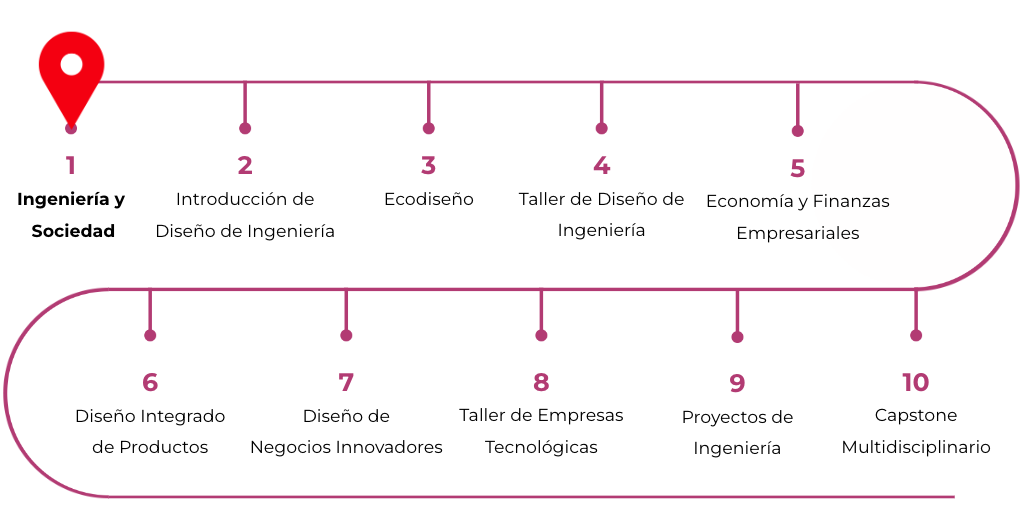 1
Ingeniería y
Sociedad
2
Introducción de
Diseño de Ingeniería
3
Ecodiseño
4
Taller de Diseño de
Ingeniería
5
Economía y Finanzas
Empresariales
6
Diseño Integrado
de Productos
7
Diseño de
Negocios Innovadores
8
Taller de Empresas
Tecnológicas
9
Proyectos de
Ingeniería
10
Capstone
Multidisciplinario